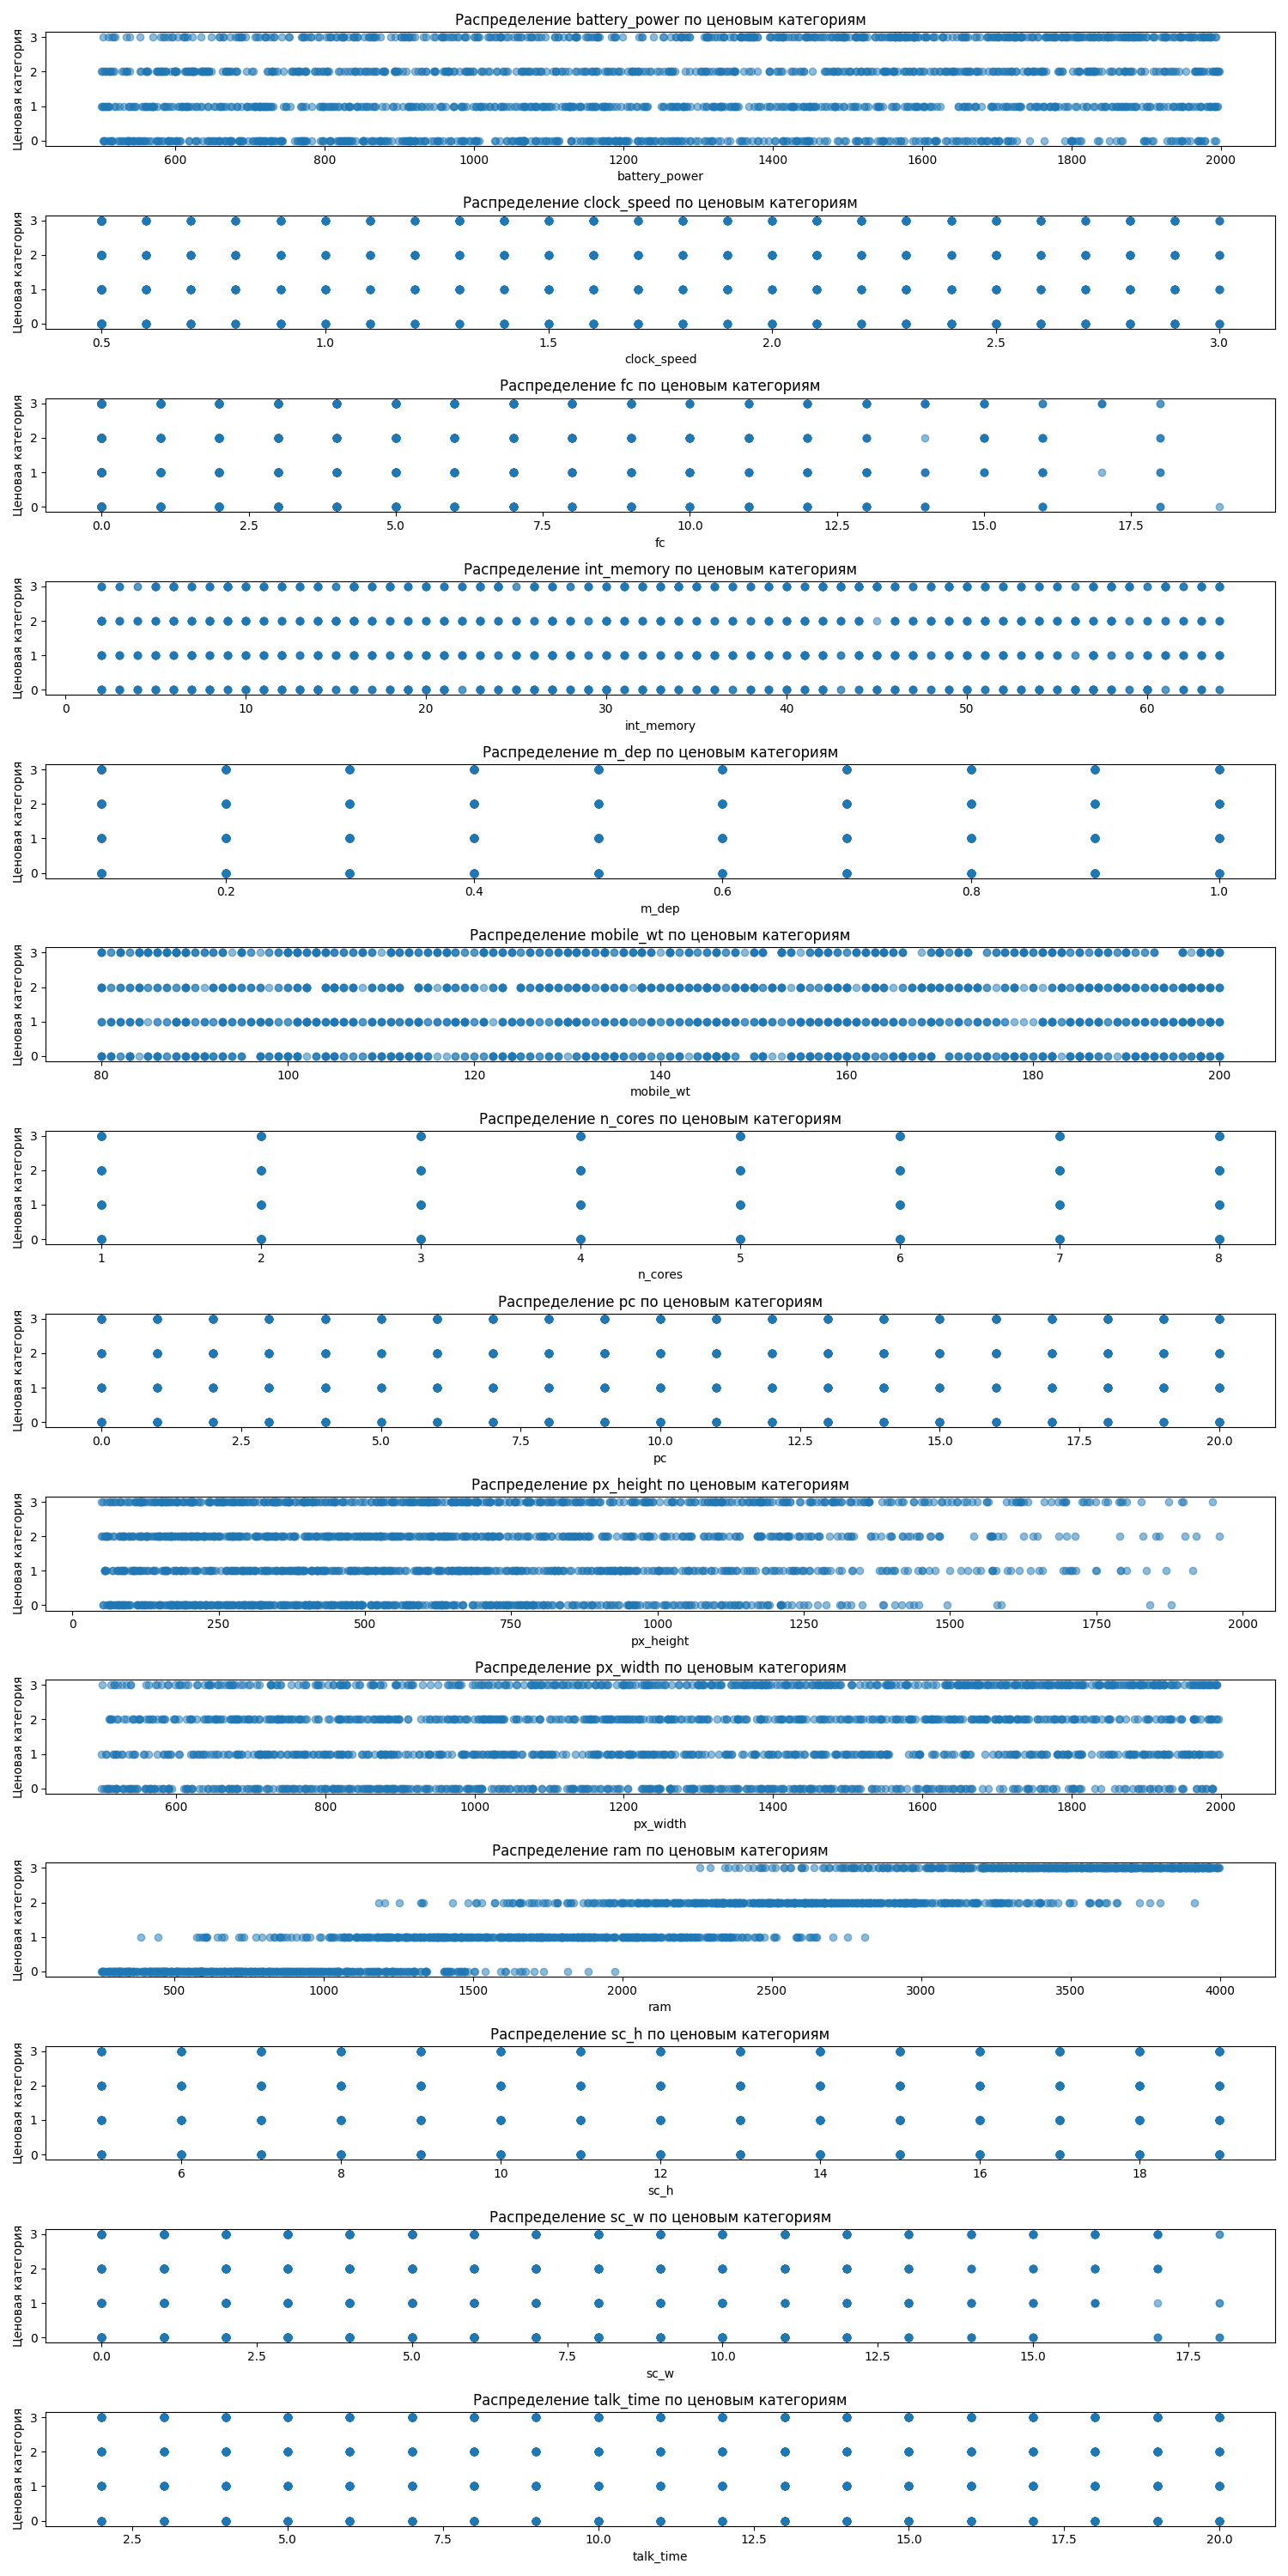 Распределение battery_power по ценовым категориям
Ценовая категория
3
2
1
0
600 800 1000 1200 1400 1600 1800 2000
battery_power
Распределение clock_speed по ценовым категориям
Ценовая категория
3
2
1
0
0.5 1.0 1.5 2.0 2.5 3.0
clock_speed
Распределение fc по ценовым категориям
Ценовая категория
3
2
1
0
0.0 2.5 5.0 7.5 10.0 12.5 15.0 17.5
fc
Распределение int_memory по ценовым категориям
Ценовая категория
3
2
1
0
0 10 20 30 40 50 60
int_memory
Распределение m_dep по ценовым категориям
Ценовая категория
3
2
1
0
0.2 0.4 0.6 0.8 1.0
m_dep
Распределение mobile_wt по ценовым категориям
Ценовая категория
3
2
1
0
80 100 120 140 160 180 200
mobile_wt
Распределение n_cores по ценовым категориям
Ценовая категория
3
2
1
0
1 2 3 4 5 6 7 8
n_cores
Распределение pc по ценовым категориям
Ценовая категория
3
2
1
0
0.0 2.5 5.0 7.5 10.0 12.5 15.0 17.5 20.0
pc
Распределение px_height по ценовым категориям
Ценовая категория
3
2
1
0
0 250 500 750 1000 1250 1500 1750 2000
px_height
Распределение px_width по ценовым категориям
Ценовая категория
3
2
1
0
600 800 1000 1200 1400 1600 1800 2000
px_width
Распределение ram по ценовым категориям
Ценовая категория
3
2
1
0
500 1000 1500 2000 2500 3000 3500 4000
ram
Распределение sc_h по ценовым категориям
Ценовая категория
3
2
1
0
6 8 10 12 14 16 18
sc_h
Распределение sc_w по ценовым категориям
Ценовая категория
3
2
1
0
0.0 2.5 5.0 7.5 10.0 12.5 15.0 17.5
sc_w
Распределение talk_time по ценовым категориям
Ценовая категория
3
2
1
0
2.5 5.0 7.5 10.0 12.5 15.0 17.5 20.0
talk_time